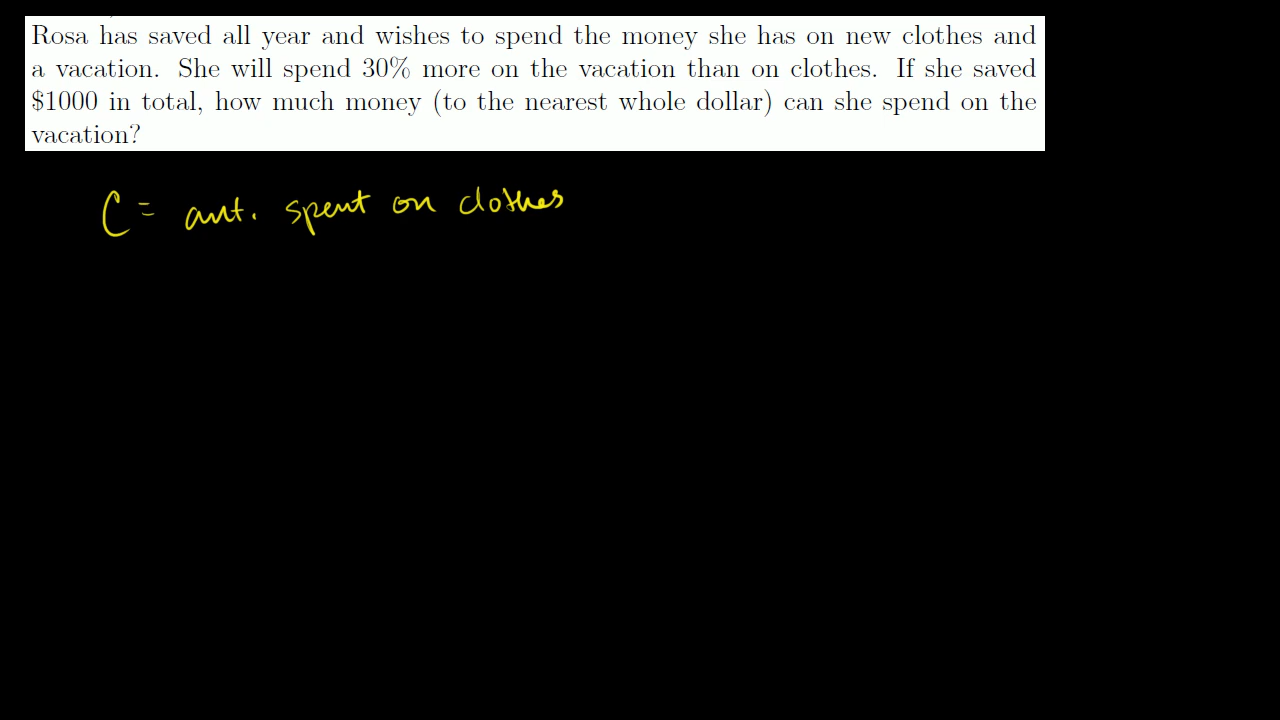 Rosa has saved all year and wishes to spend the money she has on new clothes and
a vacation. She will spend 30% more on the vacation than on clothes. If she saved
$1000 in total, how much money (to the nearest whole dollar) can she spend on the
vacation?
C = amt. spent on clothes